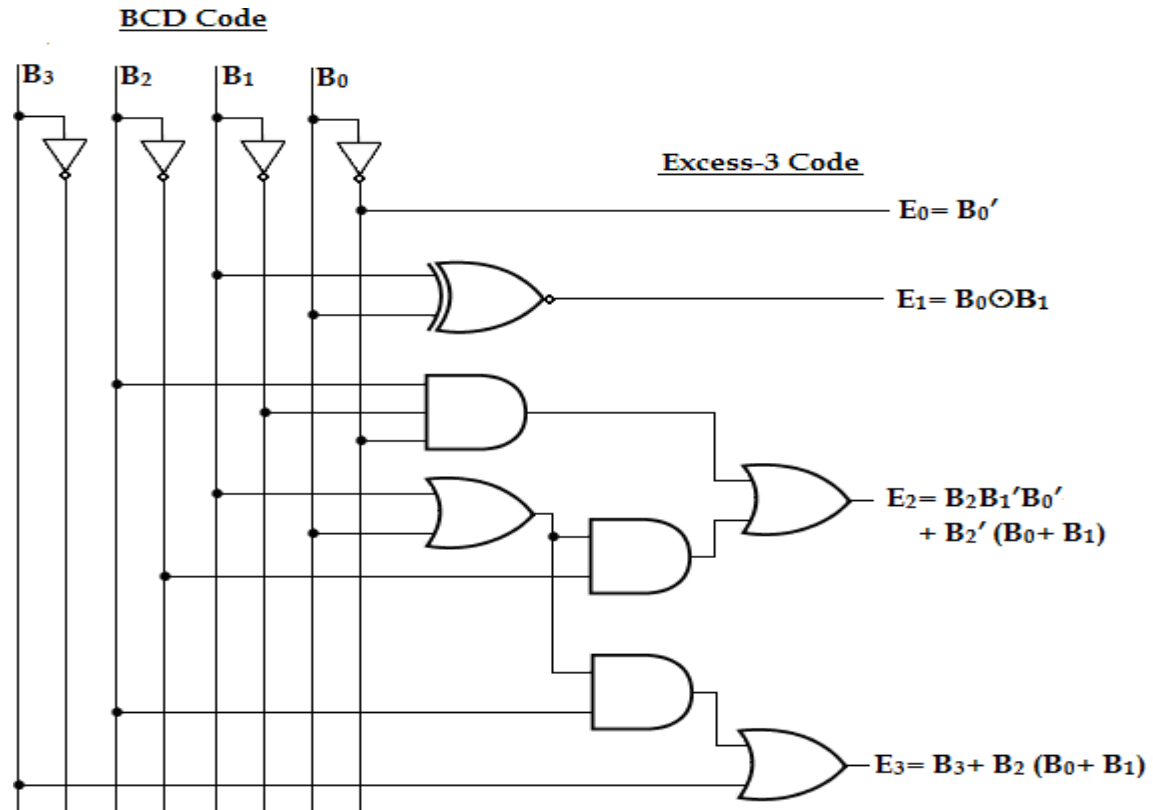 BCD Code
B₃ B₂ B₁ B₀
Excess-3 Code
E₀= B₀′
E₁= B₀⊙B₁
E₂= B₂B₁′B₀′
+ B₂′ (B₀+ B₁)
E₃= B₃+ B₂ (B₀+ B₁)